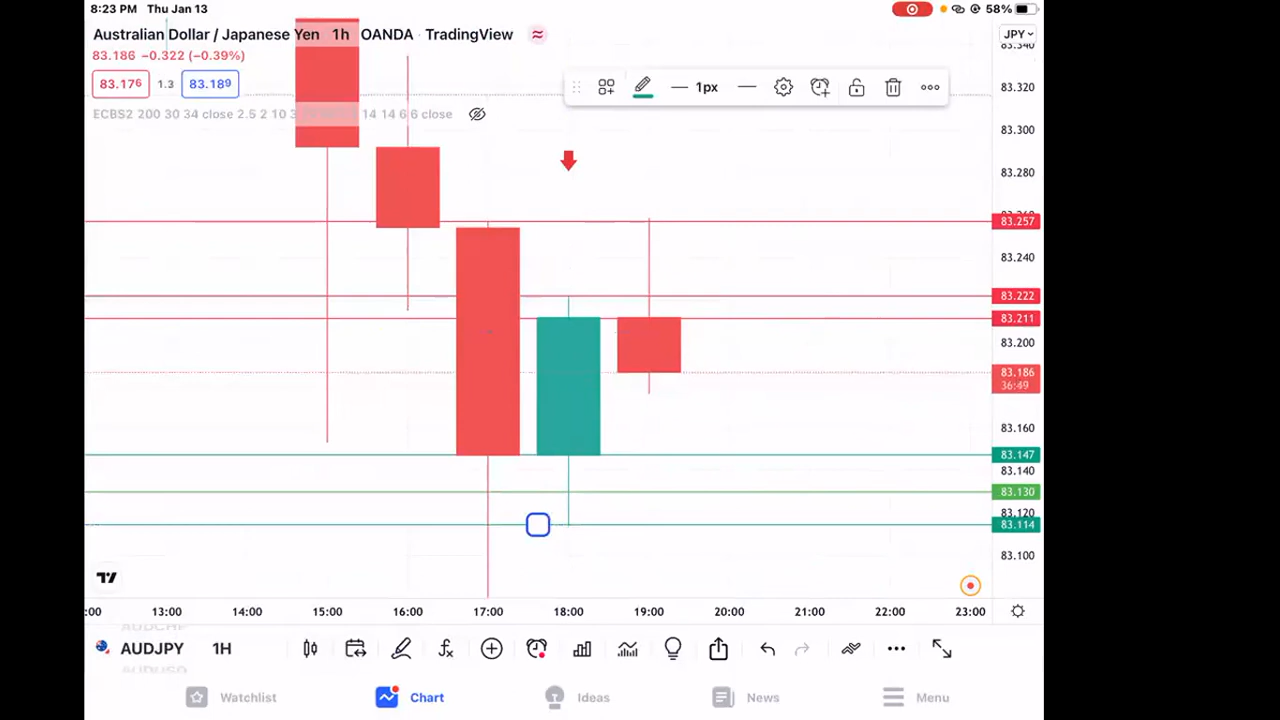 8:23 PM Thu Jan 13
58%
Australian Dollar / Japanese Yen 1h OANDA TradingView
JPY
83.186 −0.322 (−0.39%)
83.176 1.3 83.189
1px
ECBS2 200 30 34 close 2.5 2 10 3 14 14 6 6 close
83.340
83.320
83.300
83.280
83.257
83.240
83.222
83.211
83.200
83.186
36:49
83.160
83.147
83.140
83.130
83.120
83.114
83.100
:00 13:00 14:00 15:00 16:00 17:00 18:00 19:00 20:00 21:00 22:00 23:00
AUDCHF
AUDJPY 1H
AUDUSD
Watchlist Chart Ideas News Menu